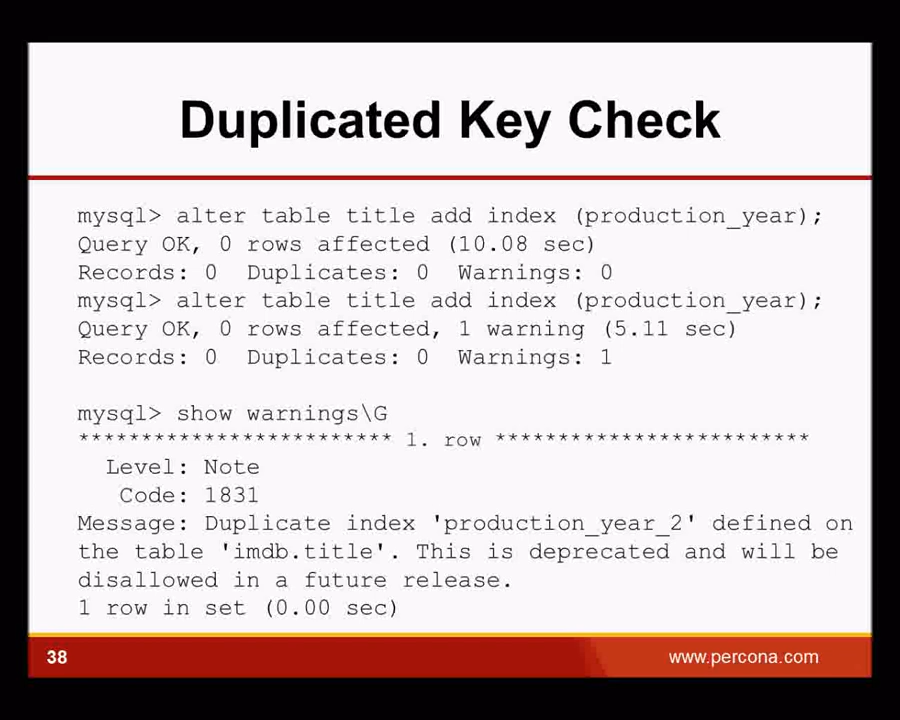 Duplicated Key Check
mysql> alter table title add index (production_year);
Query OK, 0 rows affected (10.08 sec)
Records: 0  Duplicates: 0  Warnings: 0
mysql> alter table title add index (production_year);
Query OK, 0 rows affected, 1 warning (5.11 sec)
Records: 0  Duplicates: 0  Warnings: 1
mysql> show warnings\G
*************************** 1. row ***************************
  Level: Note
   Code: 1831
Message: Duplicate index 'production_year_2' defined on
the table 'imdb.title'. This is deprecated and will be
disallowed in a future release.
1 row in set (0.00 sec)
38
www.percona.com